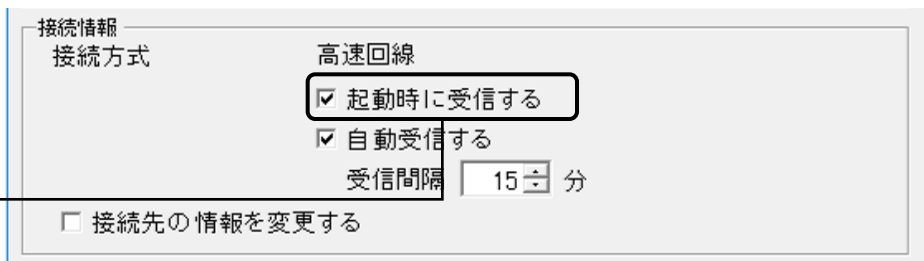 接続情報
接続方式 高速回線
起動時に受信する
自動受信する
受信間隔 15 分
接続先の情報を変更する